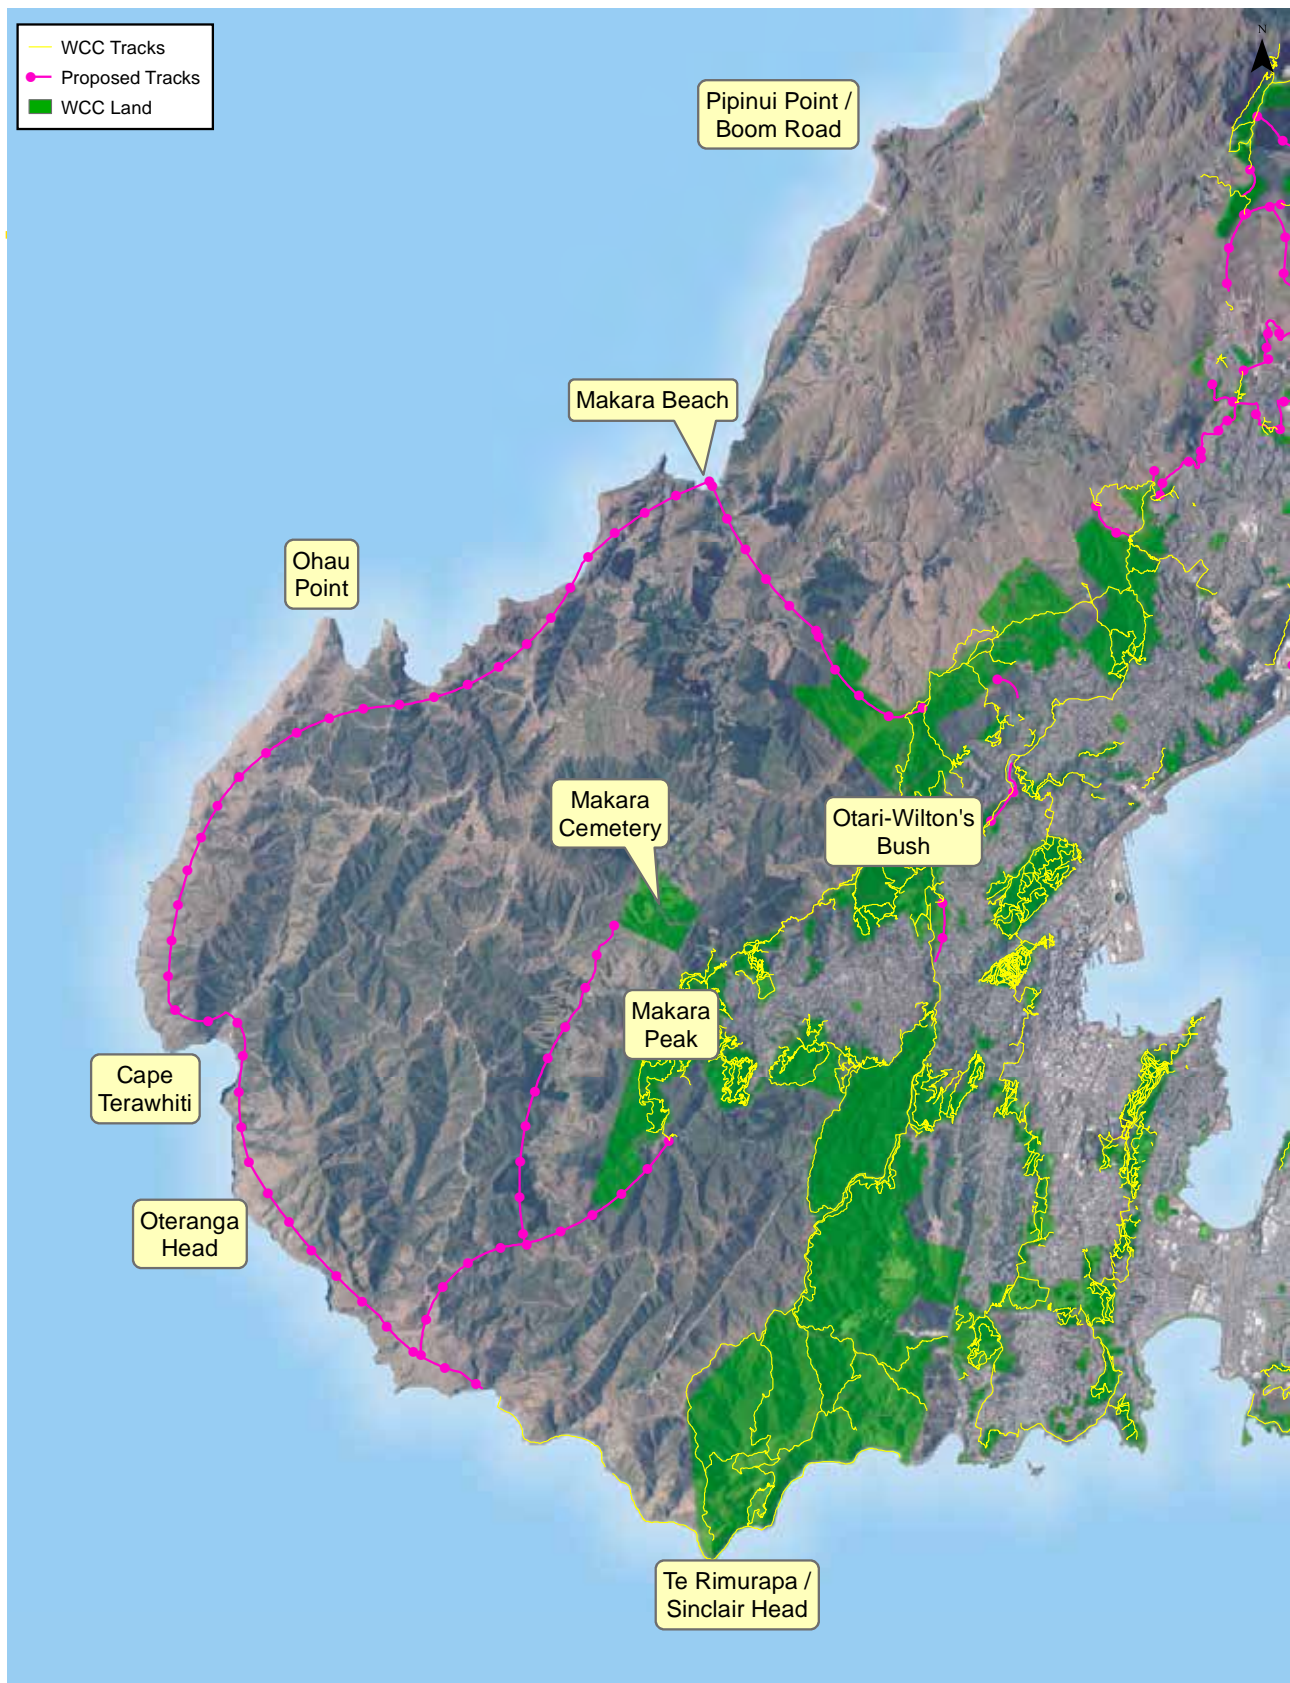 N
WCC Tracks
Proposed Tracks
WCC Land
Pipinui Point /
Boom Road
Makara Beach
Ohau
Point
Makara
Cemetery
Otari-Wilton's
Bush
Makara
Peak
Cape
Terawhiti
Oteranga
Head
Te Rimurapa /
Sinclair Head